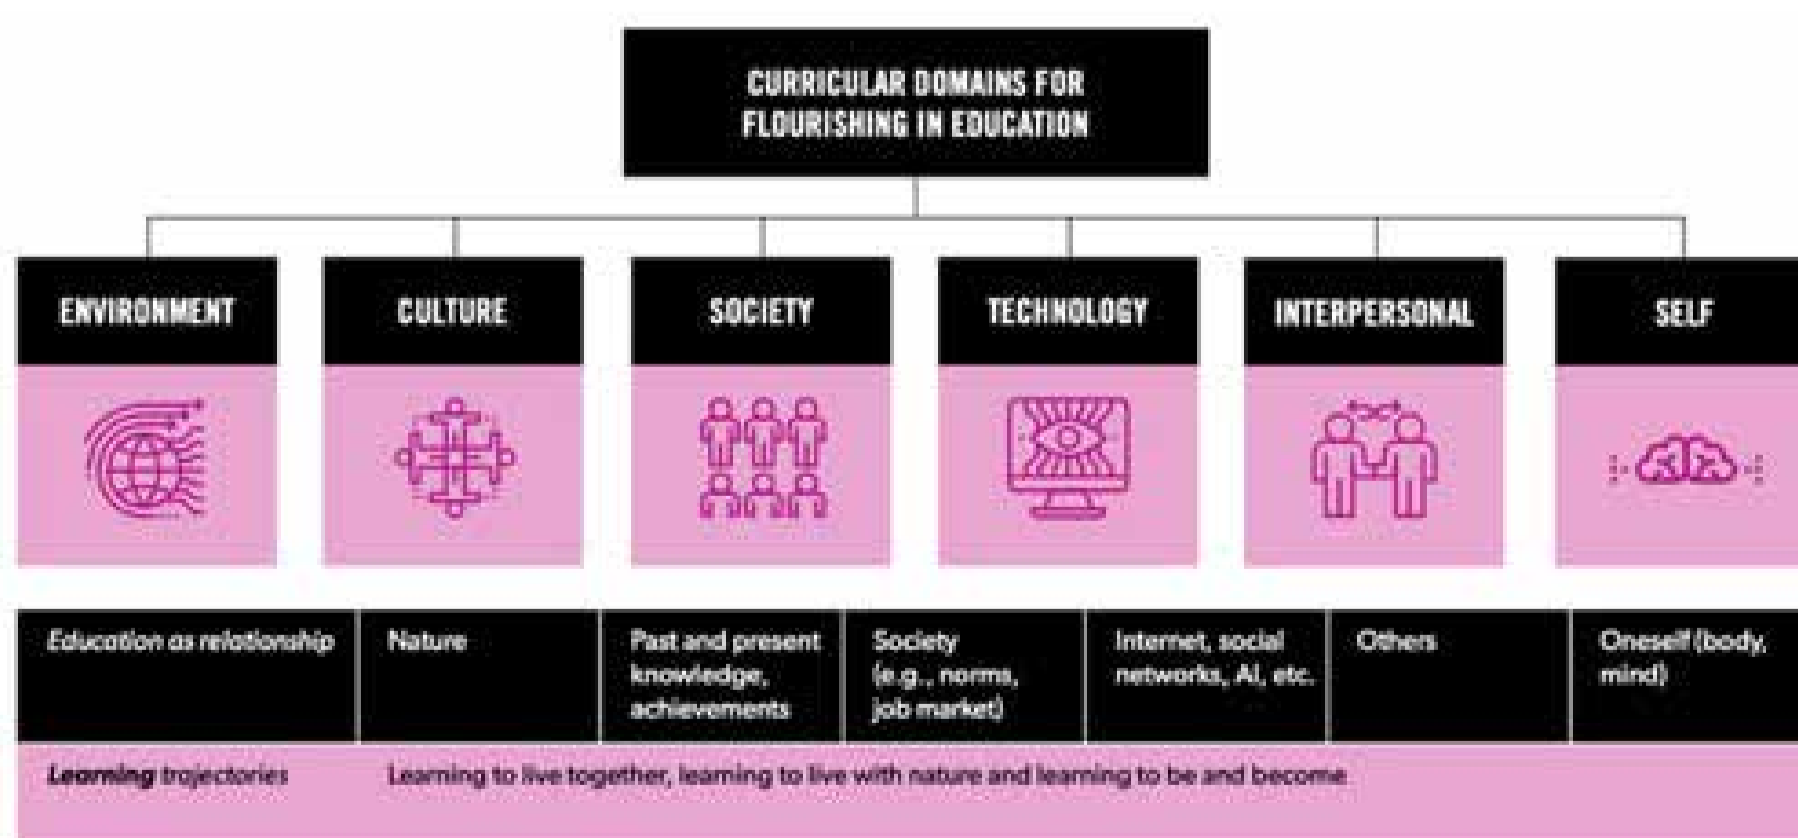 CURRICULAR DOMAINS FOR
FLOURISHING IN EDUCATION
ENVIRONMENT
CULTURE
SOCIETY
TECHNOLOGY
INTERPERSONAL
SELF
Education as relationship
Nature
Past and present
knowledge,
achievements
Society
(e.g., norms,
job market)
Internet, social
networks, AI, etc.
Others
Oneself (body,
mind)
Learning trajectories
Learning to live together, learning to live with nature and learning to be and become